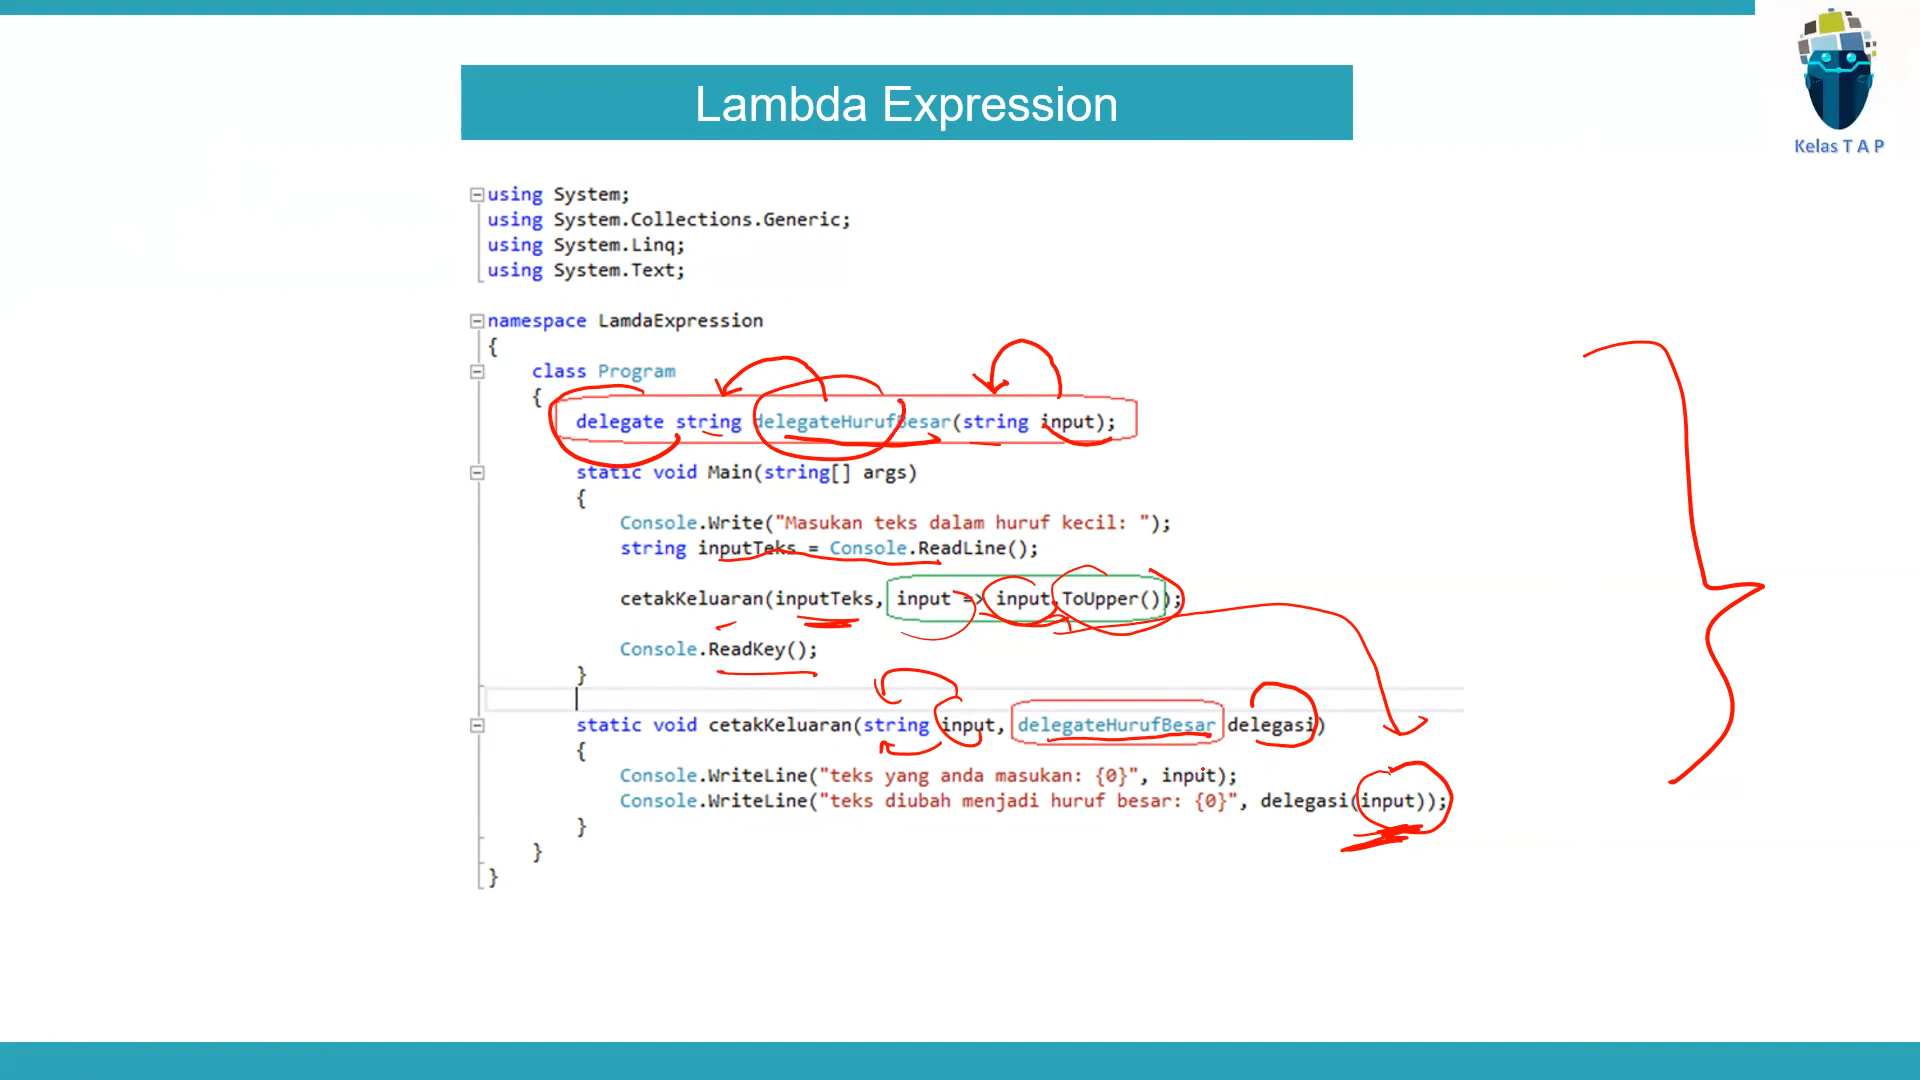 Lambda Expression
Kelas T A P
using System;
using System.Collections.Generic;
using System.Linq;
using System.Text;
namespace LamdaExpression
{
class Program
{
delegate string delegateHurufBesar(string input);
static void Main(string[] args)
{
Console.Write("Masukan teks dalam huruf kecil: ");
string inputTeks = Console.ReadLine();
cetakKeluaran(inputTeks, input => input.ToUpper());
Console.ReadKey();
}
static void cetakKeluaran(string input, delegateHurufBesar delegasi)
{
Console.WriteLine("teks yang anda masukan: {0}", input);
Console.WriteLine("teks diubah menjadi huruf besar: {0}", delegasi(input));
}
}
}